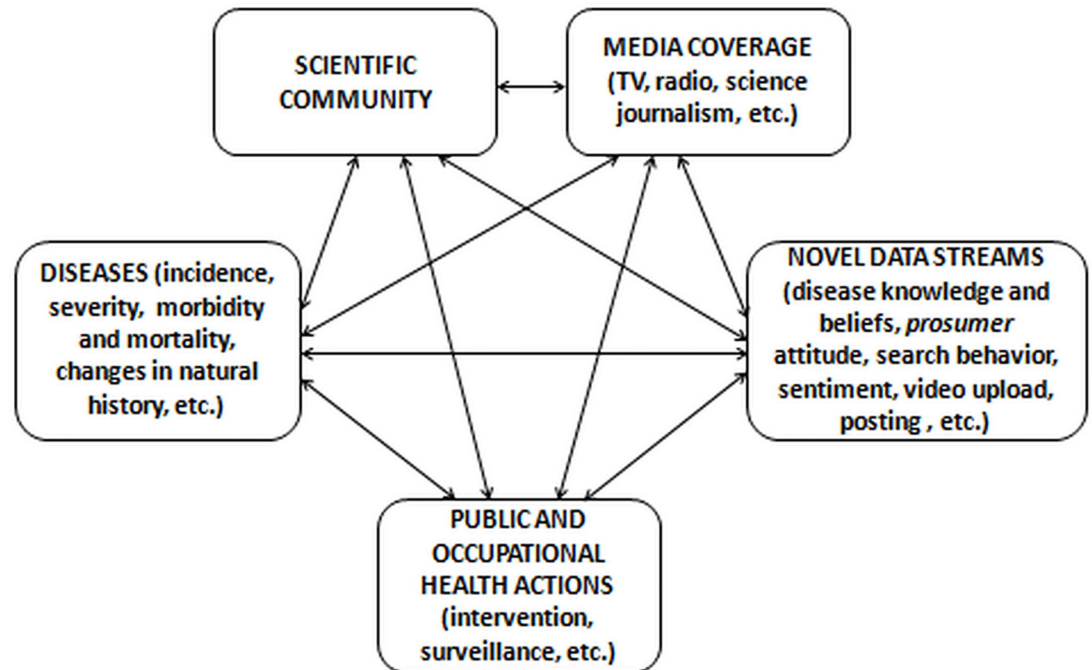 SCIENTIFIC
COMMUNITY
MEDIA COVERAGE
(TV, radio, science
journalism, etc.)
DISEASES (incidence,
severity, morbidity
and mortality,
changes in natural
history, etc.)
NOVEL DATA STREAMS
(disease knowledge and
beliefs, prosumer
attitude, search behavior,
sentiment, video upload,
posting , etc.)
PUBLIC AND
OCCUPATIONAL
HEALTH ACTIONS
(intervention,
surveillance, etc.)